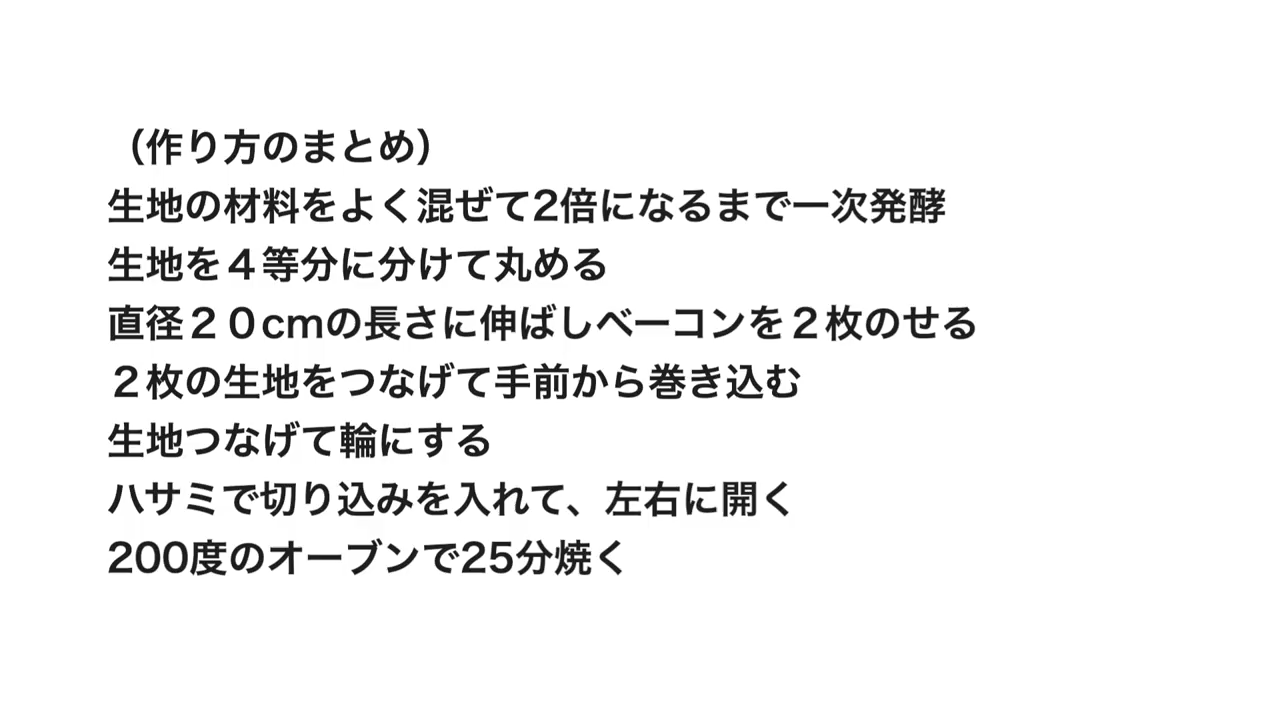 （作り方のまとめ）
生地の材料をよく混ぜて2倍になるまで一次発酵
生地を４等分に分けて丸める
直径２０cmの長さに伸ばしベーコンを２枚のせる
２枚の生地をつなげて手前から巻き込む
生地つなげて輪にする
ハサミで切り込みを入れて、左右に開く
200度のオーブンで25分焼く